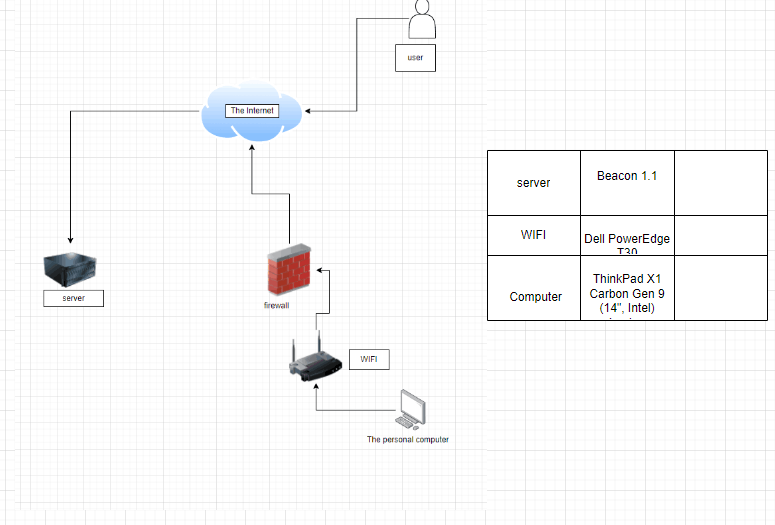 user
The Internet
server
firewall
WIFI
The personal computer
server
Beacon 1.1
WIFI
Dell PowerEdge
T30
Computer
ThinkPad X1
Carbon Gen 9
(14", Intel)